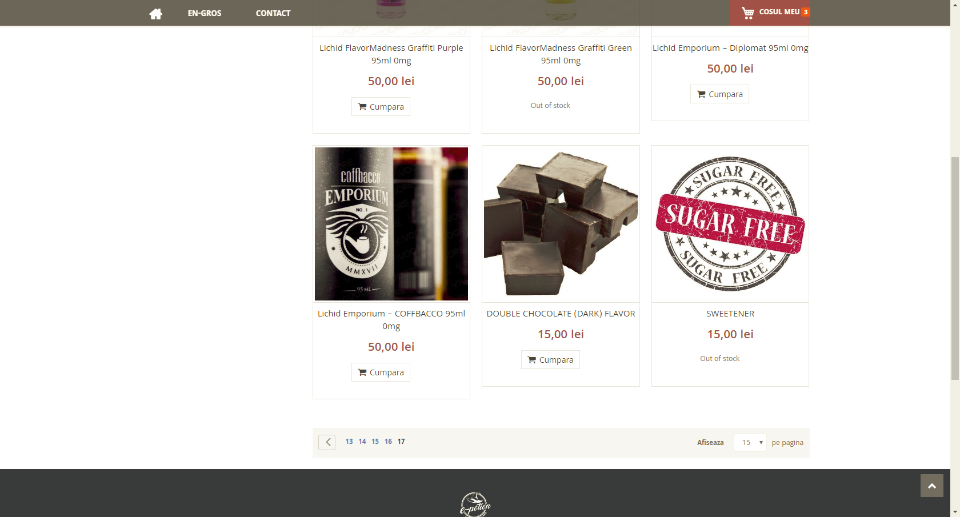 EN-GROS
CONTACT
COSUL MEU 3
Lichid FlavorMadness Graffiti Purple
95ml 0mg
50,00 lei
Cumpara
Lichid FlavorMadness Graffiti Green
95ml 0mg
50,00 lei
Out of stock
Lichid Emporium – Diplomat 95ml 0mg
50,00 lei
Cumpara
coffbacco
EMPORIUM
NO. 1
MMXVII
95 ML
Lichid Emporium – COFFBACCO 95ml
0mg
50,00 lei
Cumpara
DOUBLE CHOCOLATE (DARK) FLAVOR
15,00 lei
Cumpara
SUGAR FREE
SUGAR FREE
SUGAR FREE
SWEETENER
15,00 lei
Out of stock
13 14 15 16 17
Afiseaza 15 pe pagina
e-potion